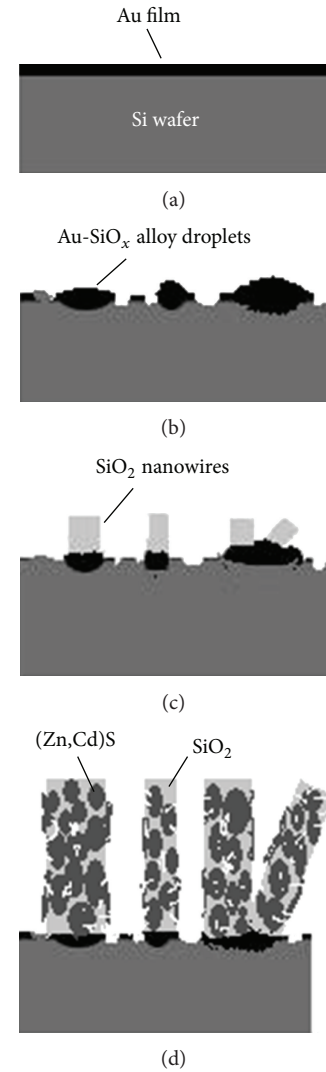 Au film
Si wafer
(a)
Au-SiOₓ alloy droplets
(b)
SiO₂ nanowires
(c)
(Zn,Cd)S
SiO₂
(d)